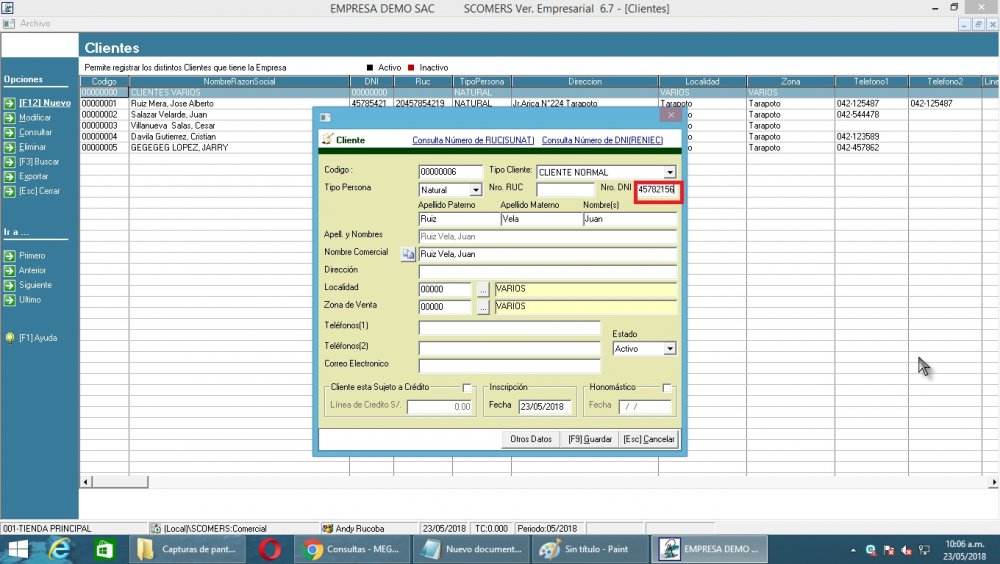 EMPRESA DEMO SAC SCOMERS Ver. Empresarial 6.7 - [Clientes]
Archivo
Clientes
Permite registrar los distintos Clientes que tiene la Empresa Activo Inactivo
Opciones
[F12] Nuevo
Modificar
Consultar
Eliminar
[F3] Buscar
Exportar
[Esc] Cerrar
Ir a ...
Primero
Anterior
Siguiente
Ultimo
[F1] Ayuda
Codigo NombreRazonSocial DNI Ruc TipoPersona Direccion Localidad Zona Telefono1 Telefono2 Line
00000000 CLIENTES VARIOS 00000000 NATURAL VARIOS VARIOS
00000001 Ruiz Mera, Jose Alberto 45785421 20457854219 NATURAL Jr.Arica N°224 Tarapoto Tarapoto Tarapoto 042-125487 042-125487
00000002 Salazar Velarde, Juan Tarapoto 042-544478
00000003 Villanueva Salas, Cesar Tarapoto
00000004 Davila Gutierrez, Cristian Tarapoto 042-123589
00000005 GEGEGEG LOPEZ, JARRY Tarapoto 042-457862
Cliente Consulta Número de RUC(SUNAT) Consulta Número de DNI(RENIEC)
Codigo : 00000006 Tipo Cliente: CLIENTE NORMAL
Tipo Persona Natural Nro. RUC Nro. DNI 45782156
Apellido Paterno Apellido Materno Nombre(s)
Ruiz Vela Juan
Apell. y Nombres Ruiz Vela, Juan
Nombre Comercial Ruiz Vela, Juan
Dirección
Localidad 00000 ... VARIOS
Zona de Venta 00000 ... VARIOS
Teléfonos(1)
Estado
Teléfonos(2) Activo
Correo Electronico
Cliente esta Sujeto a Crédito Inscripción Honomástico
Línea de Credito S/. 0.00 Fecha 23/05/2018 Fecha / /
Otros Datos [F9] Guardar [Esc] Cancelar
001-TIENDA PRINCIPAL (Local)\SCOMERS:Comercial Andy Rucoba 23/05/2018 TC:0.000 Periodo:05/2018
Capturas de pant... Consultas - MEG... Nuevo document... Sin título - Paint EMPRESA DEMO ...
10:06 a.m.
23/05/2018